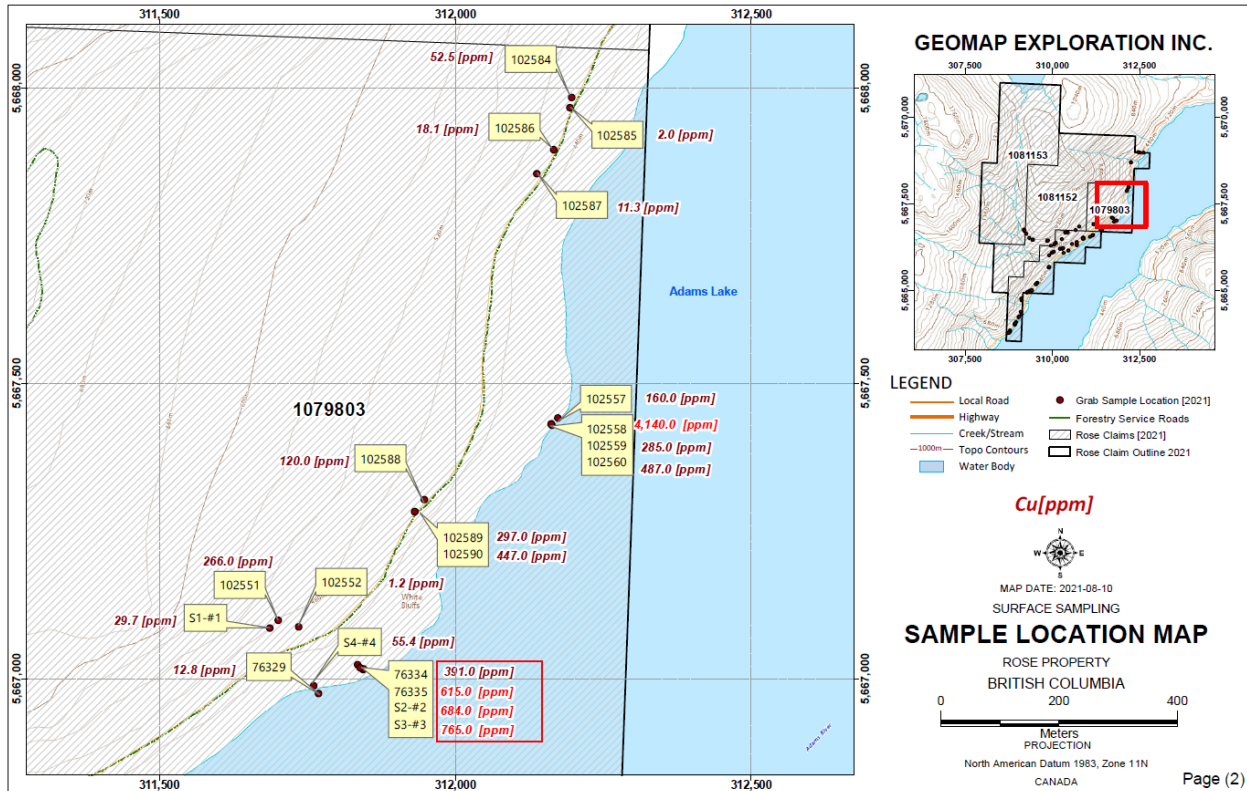 311,500
312,000
312,500
5,668,000
5,668,000
5,667,500
5,667,500
5,667,000
5,667,000
311,500
312,000
312,500
52.5 [ppm]
102584
18.1 [ppm]
102586
102585
2.0 [ppm]
102587
11.3 [ppm]
Adams Lake
1079803
102557
160.0 [ppm]
102558
4,140.0 [ppm]
102559
285.0 [ppm]
102560
487.0 [ppm]
120.0 [ppm]
102588
102589
297.0 [ppm]
102590
447.0 [ppm]
266.0 [ppm]
102551
102552
1.2 [ppm]
White
Bluffs
29.7 [ppm]
S1-#1
S4-#4
55.4 [ppm]
12.8 [ppm]
76329
76334
391.0 [ppm]
76335
615.0 [ppm]
S2-#2
684.0 [ppm]
S3-#3
765.0 [ppm]
Adams River
GEOMAP EXPLORATION INC.
307,500
310,000
312,500
5,670,000
5,670,000
5,667,500
5,667,500
5,665,000
5,665,000
1081153
1081152
1079803
307,500
310,000
312,500
LEGEND
Local Road
Highway
Creek/Stream
1000m
Topo Contours
Water Body
Grab Sample Location [2021]
Forestry Service Roads
Rose Claims [2021]
Rose Claim Outline 2021
Cu[ppm]
N
W
E
S
MAP DATE: 2021-08-10
SURFACE SAMPLING
SAMPLE LOCATION MAP
ROSE PROPERTY
BRITISH COLUMBIA
0
200
400
Meters
PROJECTION
North American Datum 1983, Zone 11N
CANADA
Page (2)